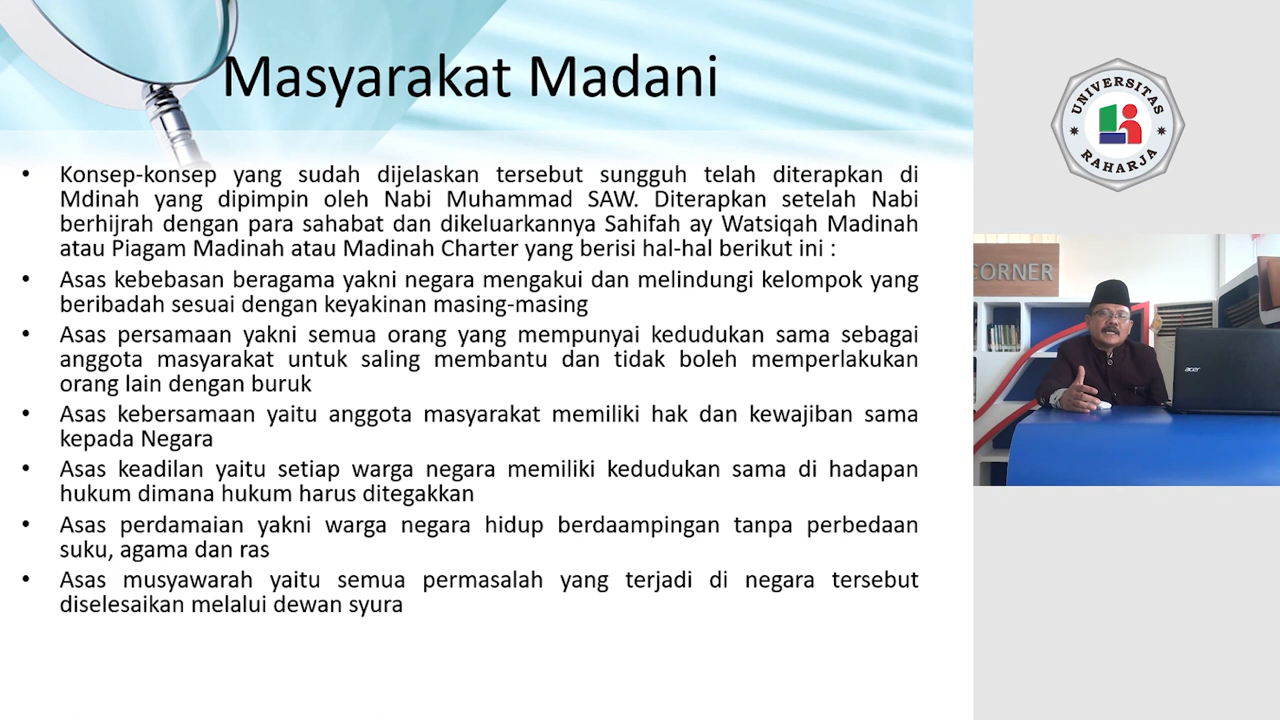 Masyarakat Madani
• Konsep-konsep yang sudah dijelaskan tersebut sungguh telah diterapkan di
Mdinah yang dipimpin oleh Nabi Muhammad SAW. Diterapkan setelah Nabi
berhijrah dengan para sahabat dan dikeluarkannya Sahifah ay Watsiqah Madinah
atau Piagam Madinah atau Madinah Charter yang berisi hal-hal berikut ini :
• Asas kebebasan beragama yakni negara mengakui dan melindungi kelompok yang
beribadah sesuai dengan keyakinan masing-masing
• Asas persamaan yakni semua orang yang mempunyai kedudukan sama sebagai
anggota masyarakat untuk saling membantu dan tidak boleh memperlakukan
orang lain dengan buruk
• Asas kebersamaan yaitu anggota masyarakat memiliki hak dan kewajiban sama
kepada Negara
• Asas keadilan yaitu setiap warga negara memiliki kedudukan sama di hadapan
hukum dimana hukum harus ditegakkan
• Asas perdamaian yakni warga negara hidup berdaampingan tanpa perbedaan
suku, agama dan ras
• Asas musyawarah yaitu semua permasalah yang terjadi di negara tersebut
diselesaikan melalui dewan syura
UNIVERSITAS
RAHARJA
CORNER
acer